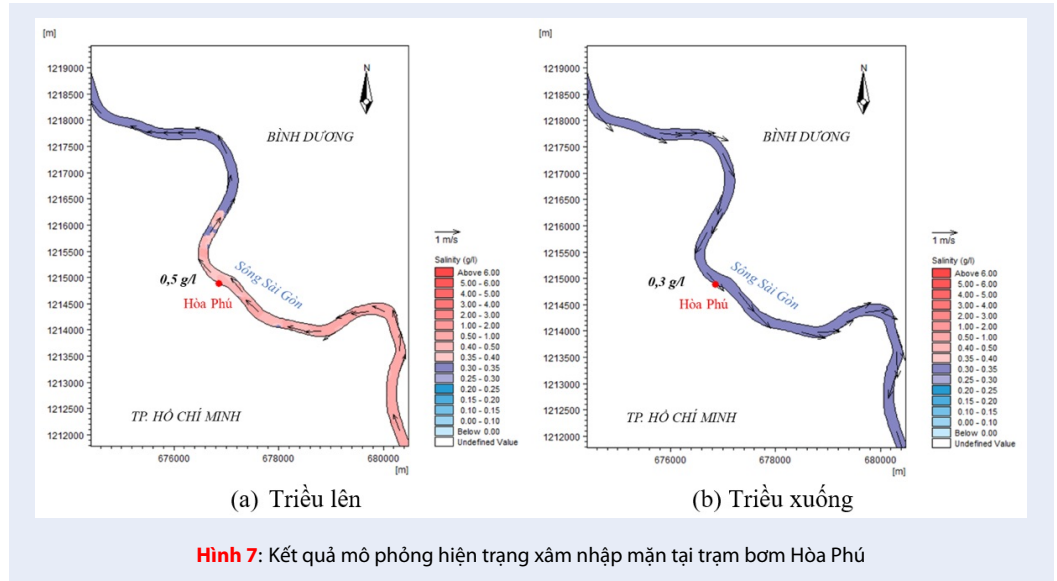 [m]
1219000
1218500
1218000
1217500
1217000
1216500
1216000
1215500
1215000
1214500
1214000
1213500
1213000
1212500
1212000
676000
678000
680000
[m]
N
BÌNH DƯƠNG
Sông Sài Gòn
0,5 g/l
Hòa Phú
TP. HỒ CHÍ MINH
1 m/s
Salinity (g/l)
Above 6.00
5.00 - 6.00
4.00 - 5.00
3.00 - 4.00
2.00 - 3.00
1.00 - 2.00
0.50 - 1.00
0.40 - 0.50
0.35 - 0.40
0.30 - 0.35
0.25 - 0.30
0.20 - 0.25
0.15 - 0.20
0.10 - 0.15
0.00 - 0.10
Below 0.00
Undefined Value
(a) Triều lên
[m]
1219000
1218500
1218000
1217500
1217000
1216500
1216000
1215500
1215000
1214500
1214000
1213500
1213000
1212500
1212000
676000
678000
680000
[m]
N
BÌNH DƯƠNG
Sông Sài Gòn
0,3 g/l
Hòa Phú
TP. HỒ CHÍ MINH
1 m/s
Salinity (g/l)
Above 6.00
5.00 - 6.00
4.00 - 5.00
3.00 - 4.00
2.00 - 3.00
1.00 - 2.00
0.50 - 1.00
0.40 - 0.50
0.35 - 0.40
0.30 - 0.35
0.25 - 0.30
0.20 - 0.25
0.15 - 0.20
0.10 - 0.15
0.00 - 0.10
Below 0.00
Undefined Value
(b) Triều xuống
Hình 7: Kết quả mô phỏng hiện trạng xâm nhập mặn tại trạm bơm Hòa Phú